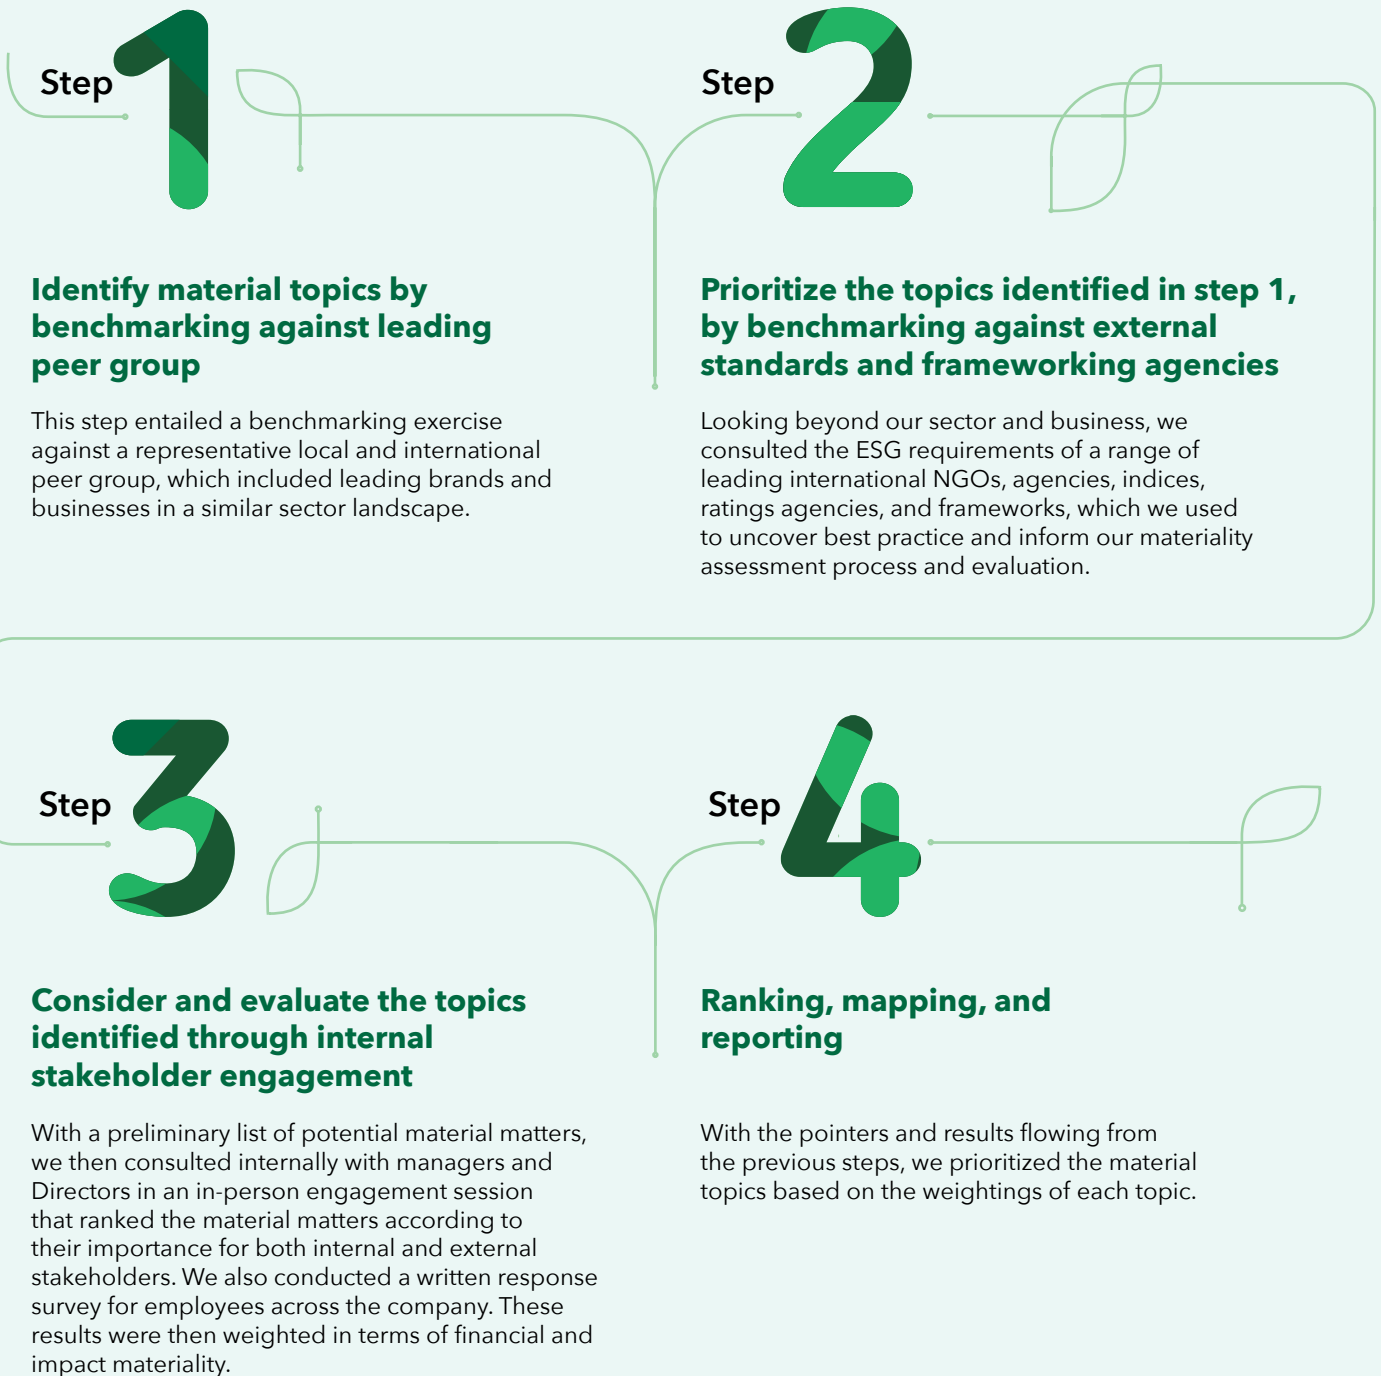 Step 1
Identify material topics by
benchmarking against leading
peer group
This step entailed a benchmarking exercise
against a representative local and international
peer group, which included leading brands and
businesses in a similar sector landscape.
Step 2
Prioritize the topics identified in step 1,
by benchmarking against external
standards and frameworking agencies
Looking beyond our sector and business, we
consulted the ESG requirements of a range of
leading international NGOs, agencies, indices,
ratings agencies, and frameworks, which we used
to uncover best practice and inform our materiality
assessment process and evaluation.
Step 3
Consider and evaluate the topics
identified through internal
stakeholder engagement
With a preliminary list of potential material matters,
we then consulted internally with managers and
Directors in an in-person engagement session
that ranked the material matters according to
their importance for both internal and external
stakeholders. We also conducted a written response
survey for employees across the company. These
results were then weighted in terms of financial and
impact materiality.
Step 4
Ranking, mapping, and
reporting
With the pointers and results flowing from
the previous steps, we prioritized the material
topics based on the weightings of each topic.